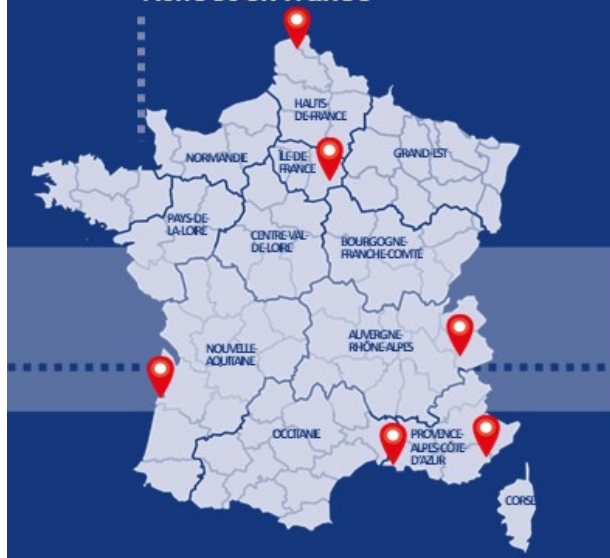 HAUTS-
DE-FRANCE
NORMANDIE
ÎLE-DE-
FRANCE
GRAND-EST
PAYS-DE-
LA-LOIRE
CENTRE-VAL-
DE-LOIRE
BOURGOGNE-
FRANCHE-COMTÉ
NOUVELLE-
AQUITAINE
AUVERGNE-
RHÔNE-ALPES
OCCITANIE
PROVENCE-
ALPES-CÔTE-
D'AZUR
CORSE